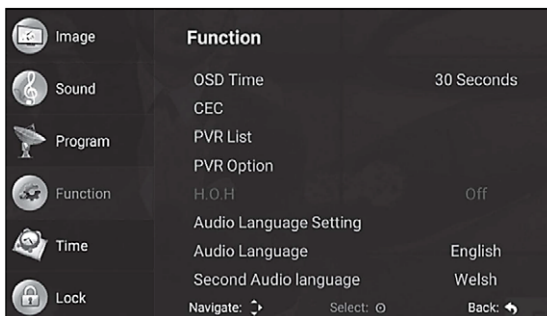 Image
Sound
Program
Function
Time
Lock
Function
OSD Time 30 Seconds
CEC
PVR List
PVR Option
H.O.H Off
Audio Language Setting
Audio Language English
Second Audio language Welsh
Navigate: Select: Back: